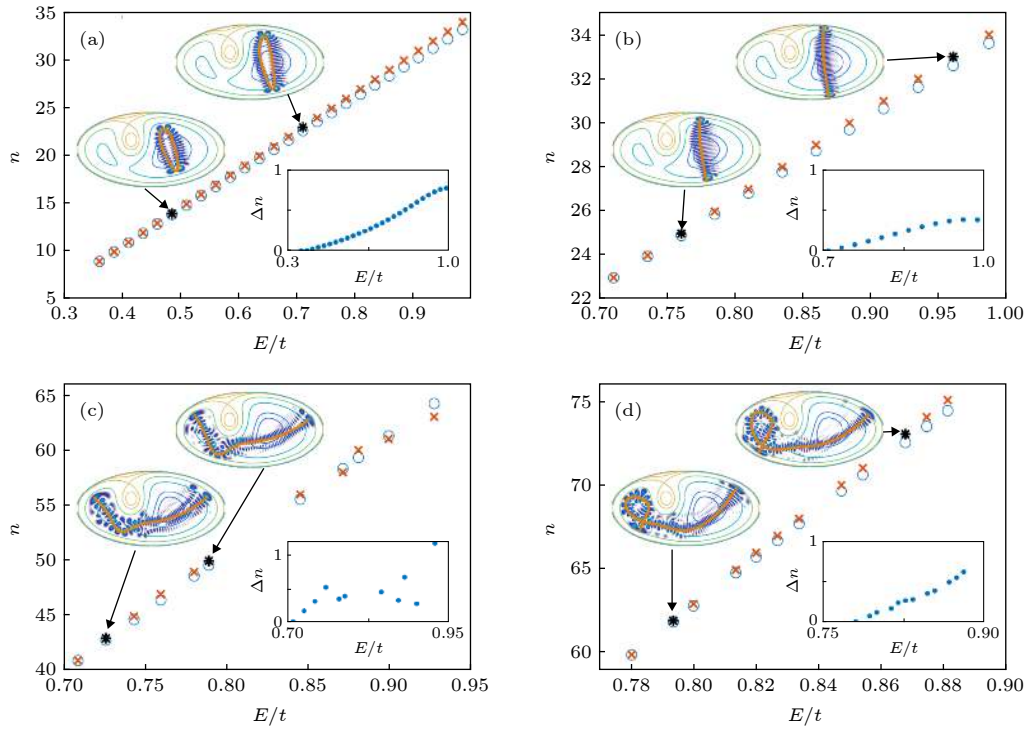 (a)
35
30
25
20
15
10
5
n
0.3 0.4 0.5 0.6 0.7 0.8 0.9
E/t
1
0
Δn
0.3 1.0
E/t
(b)
34
32
30
28
26
24
22
n
0.70 0.75 0.80 0.85 0.90 0.95 1.00
E/t
1
0
Δn
0.7 1.0
E/t
(c)
65
60
55
50
45
40
n
0.70 0.75 0.80 0.85 0.90 0.95
E/t
1
0
Δn
0.70 0.95
E/t
(d)
75
70
65
60
n
0.78 0.80 0.82 0.84 0.86 0.88 0.90
E/t
1
0
Δn
0.75 0.90
E/t